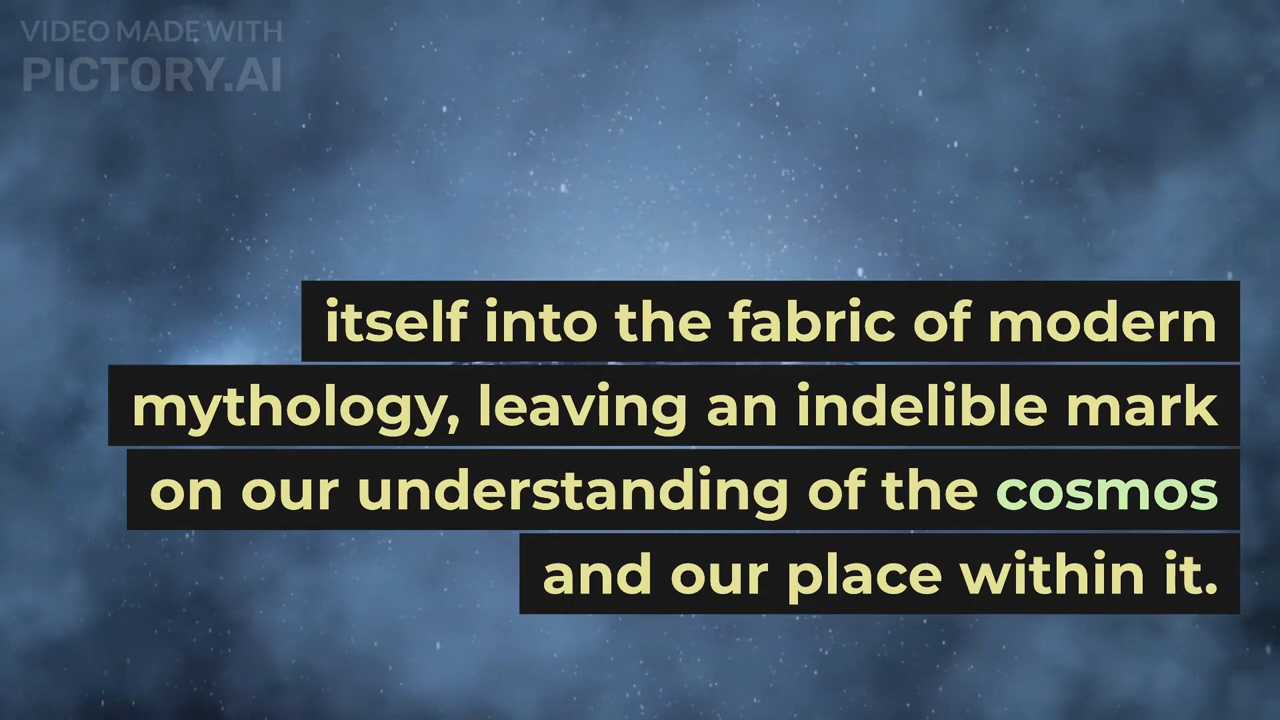 VIDEO MADE WITH
PICTORY.AI
itself into the fabric of modern
mythology, leaving an indelible mark
on our understanding of the cosmos
and our place within it.